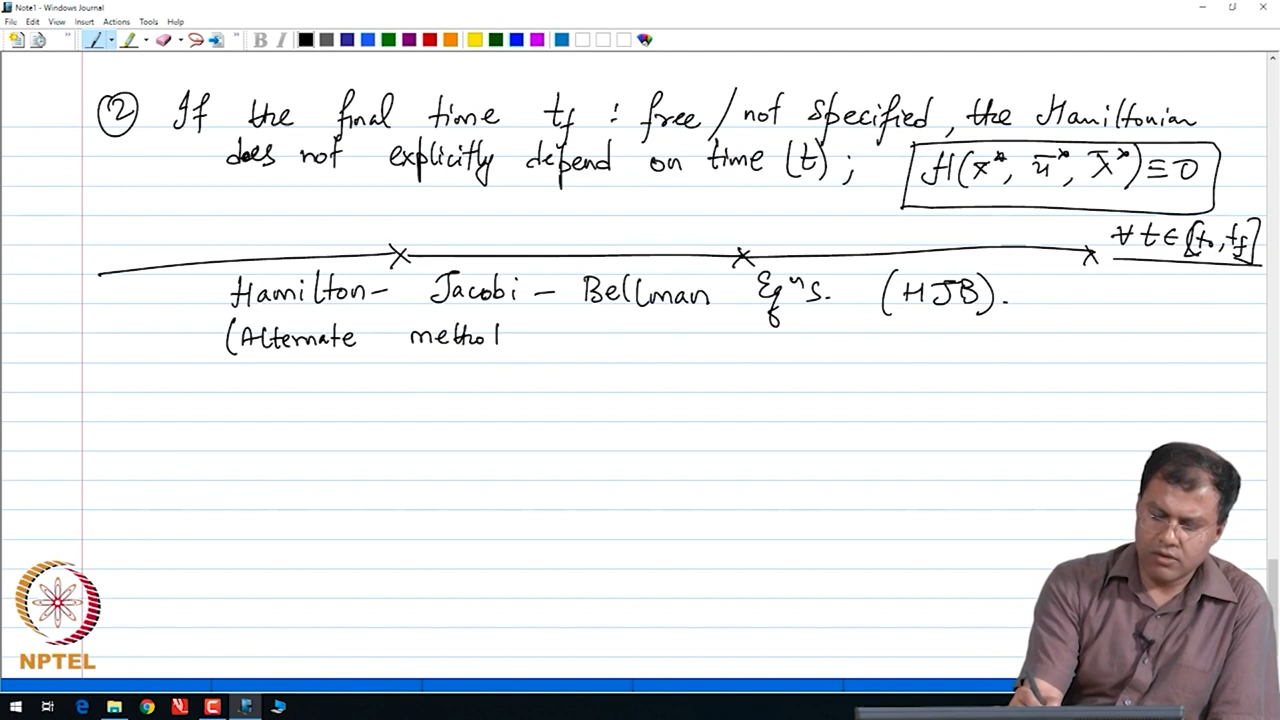 Note1 - Windows Journal
File Edit View Insert Actions Tools Help
B I
② If the final time tf : free / not specified, the Hamiltonian
does not explicitly depend on time (t) ; H(x̄*, ū*, λ̄*) ≡ 0
∀ t ∈ [t₀, tf]
Hamilton - Jacobi - Bellman Eqⁿs. (HJB).
(Alternate method
NPTEL